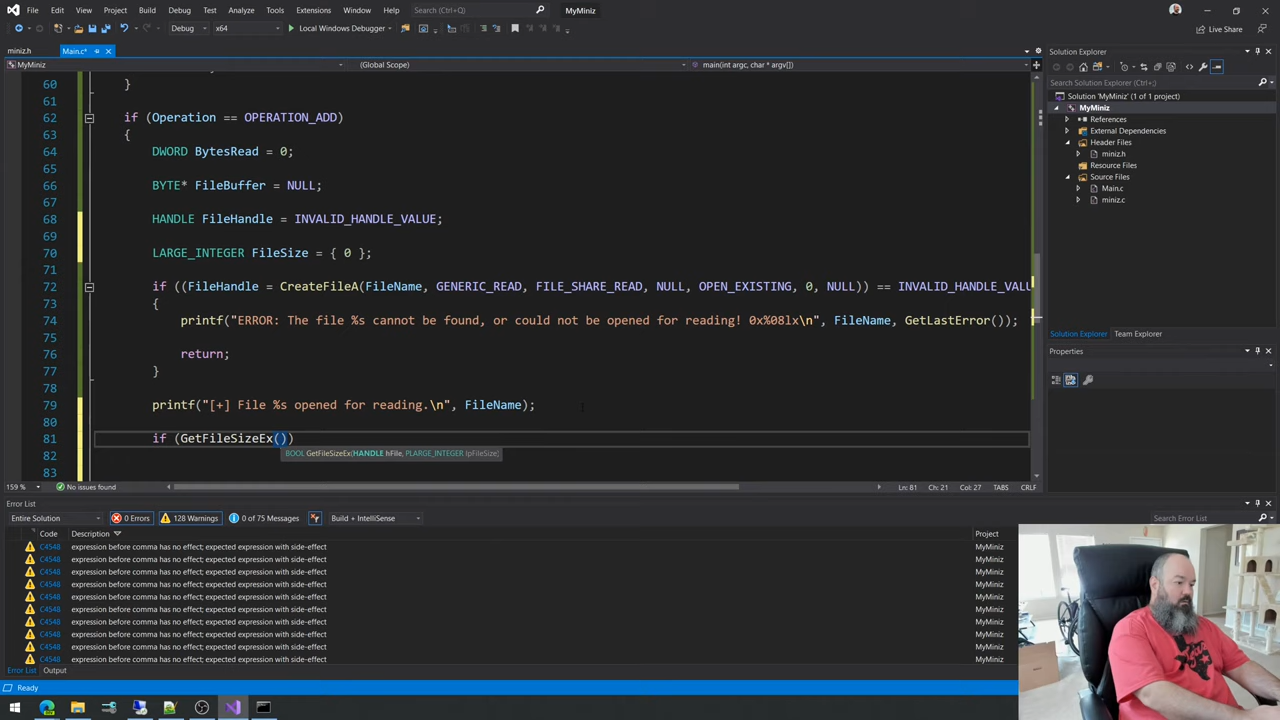 File Edit View Git Project Build Debug Test Analyze Tools Extensions Window Help Search (Ctrl+Q) MyMiniz
Debug x64 Local Windows Debugger Live Share
miniz.h Main.c*
MyMiniz (Global Scope) main(int argc, char * argv[])
60 }
61
62 if (Operation == OPERATION_ADD)
63 {
64 DWORD BytesRead = 0;
65
66 BYTE* FileBuffer = NULL;
67
68 HANDLE FileHandle = INVALID_HANDLE_VALUE;
69
70 LARGE_INTEGER FileSize = { 0 };
71
72 if ((FileHandle = CreateFileA(FileName, GENERIC_READ, FILE_SHARE_READ, NULL, OPEN_EXISTING, 0, NULL)) == INVALID_HANDLE_VALU
73 {
74 printf("ERROR: The file %s cannot be found, or could not be opened for reading! 0x%08lx\n", FileName, GetLastError());
75
76 return;
77 }
78
79 printf("[+] File %s opened for reading.\n", FileName);
80
81 if (GetFileSizeEx())
82 BOOL GetFileSizeEx(HANDLE hFile, PLARGE_INTEGER lpFileSize)
83
159 % No issues found Ln: 81 Ch: 21 Col: 27 TABS CRLF
Solution Explorer
Search Solution Explorer (Ctrl+;)
Solution 'MyMiniz' (1 of 1 project)
MyMiniz
References
External Dependencies
Header Files
miniz.h
Resource Files
Source Files
Main.c
miniz.c
Solution Explorer Team Explorer
Properties
Error List
Entire Solution 0 Errors 128 Warnings 0 of 75 Messages Build + IntelliSense Search Error List
Code Description Project
C4548 expression before comma has no effect; expected expression with side-effect MyMiniz
C4548 expression before comma has no effect; expected expression with side-effect MyMiniz
C4548 expression before comma has no effect; expected expression with side-effect MyMiniz
C4548 expression before comma has no effect; expected expression with side-effect MyMiniz
C4548 expression before comma has no effect; expected expression with side-effect MyMiniz
C4548 expression before comma has no effect; expected expression with side-effect MyMiniz
C4548 expression before comma has no effect; expected expression with side-effect MyMiniz
C4548 expression before comma has no effect; expected expression with side-effect MyMiniz
C4548 expression before comma has no effect; expected expression with side-effect MyMiniz
C4548 expression before comma has no effect; expected expression with side-effect MyMiniz
Error List Output
Ready